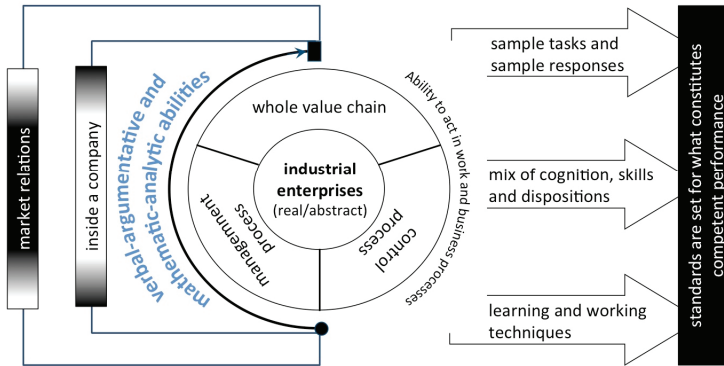 market relations
inside a company
verbal-argumentative and
mathematic-analytic abilities
whole value chain
industrial
enterprises
(real/abstract)
management
process
control
process
Ability to act in work and business processes
sample tasks and
sample responses
mix of cognition, skills
and dispositions
learning and working
techniques
standards are set for what constitutes
competent performance